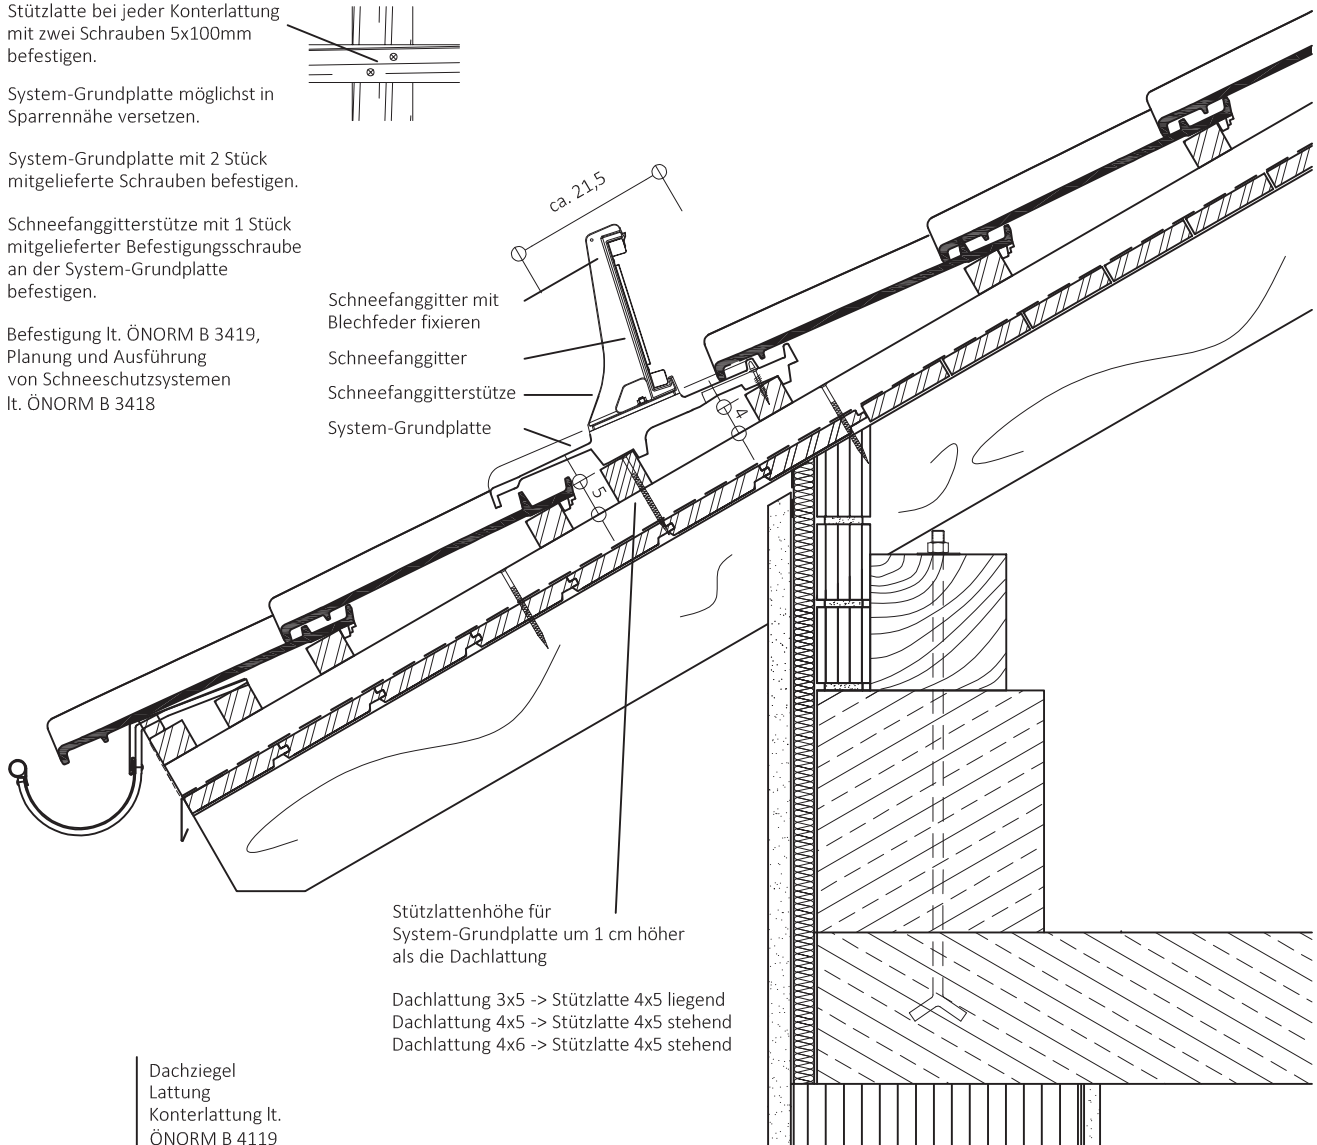 Stützlatte bei jeder Konterlattung
mit zwei Schrauben 5x100mm
befestigen.
System-Grundplatte möglichst in
Sparrennähe versetzen.
System-Grundplatte mit 2 Stück
mitgelieferte Schrauben befestigen.
Schneefanggitterstütze mit 1 Stück
mitgelieferter Befestigungsschraube
an der System-Grundplatte
befestigen.
Befestigung lt. ÖNORM B 3419,
Planung und Ausführung
von Schneeschutzsystemen
lt. ÖNORM B 3418
ca. 21,5
Schneefanggitter mit
Blechfeder fixieren
Schneefanggitter
Schneefanggitterstütze
System-Grundplatte
4
5
Stützlattenhöhe für
System-Grundplatte um 1 cm höher
als die Dachlattung
Dachlattung 3x5 -> Stützlatte 4x5 liegend
Dachlattung 4x5 -> Stützlatte 4x5 stehend
Dachlattung 4x6 -> Stützlatte 4x5 stehend
Dachziegel
Lattung
Konterlattung lt.
ÖNORM B 4119